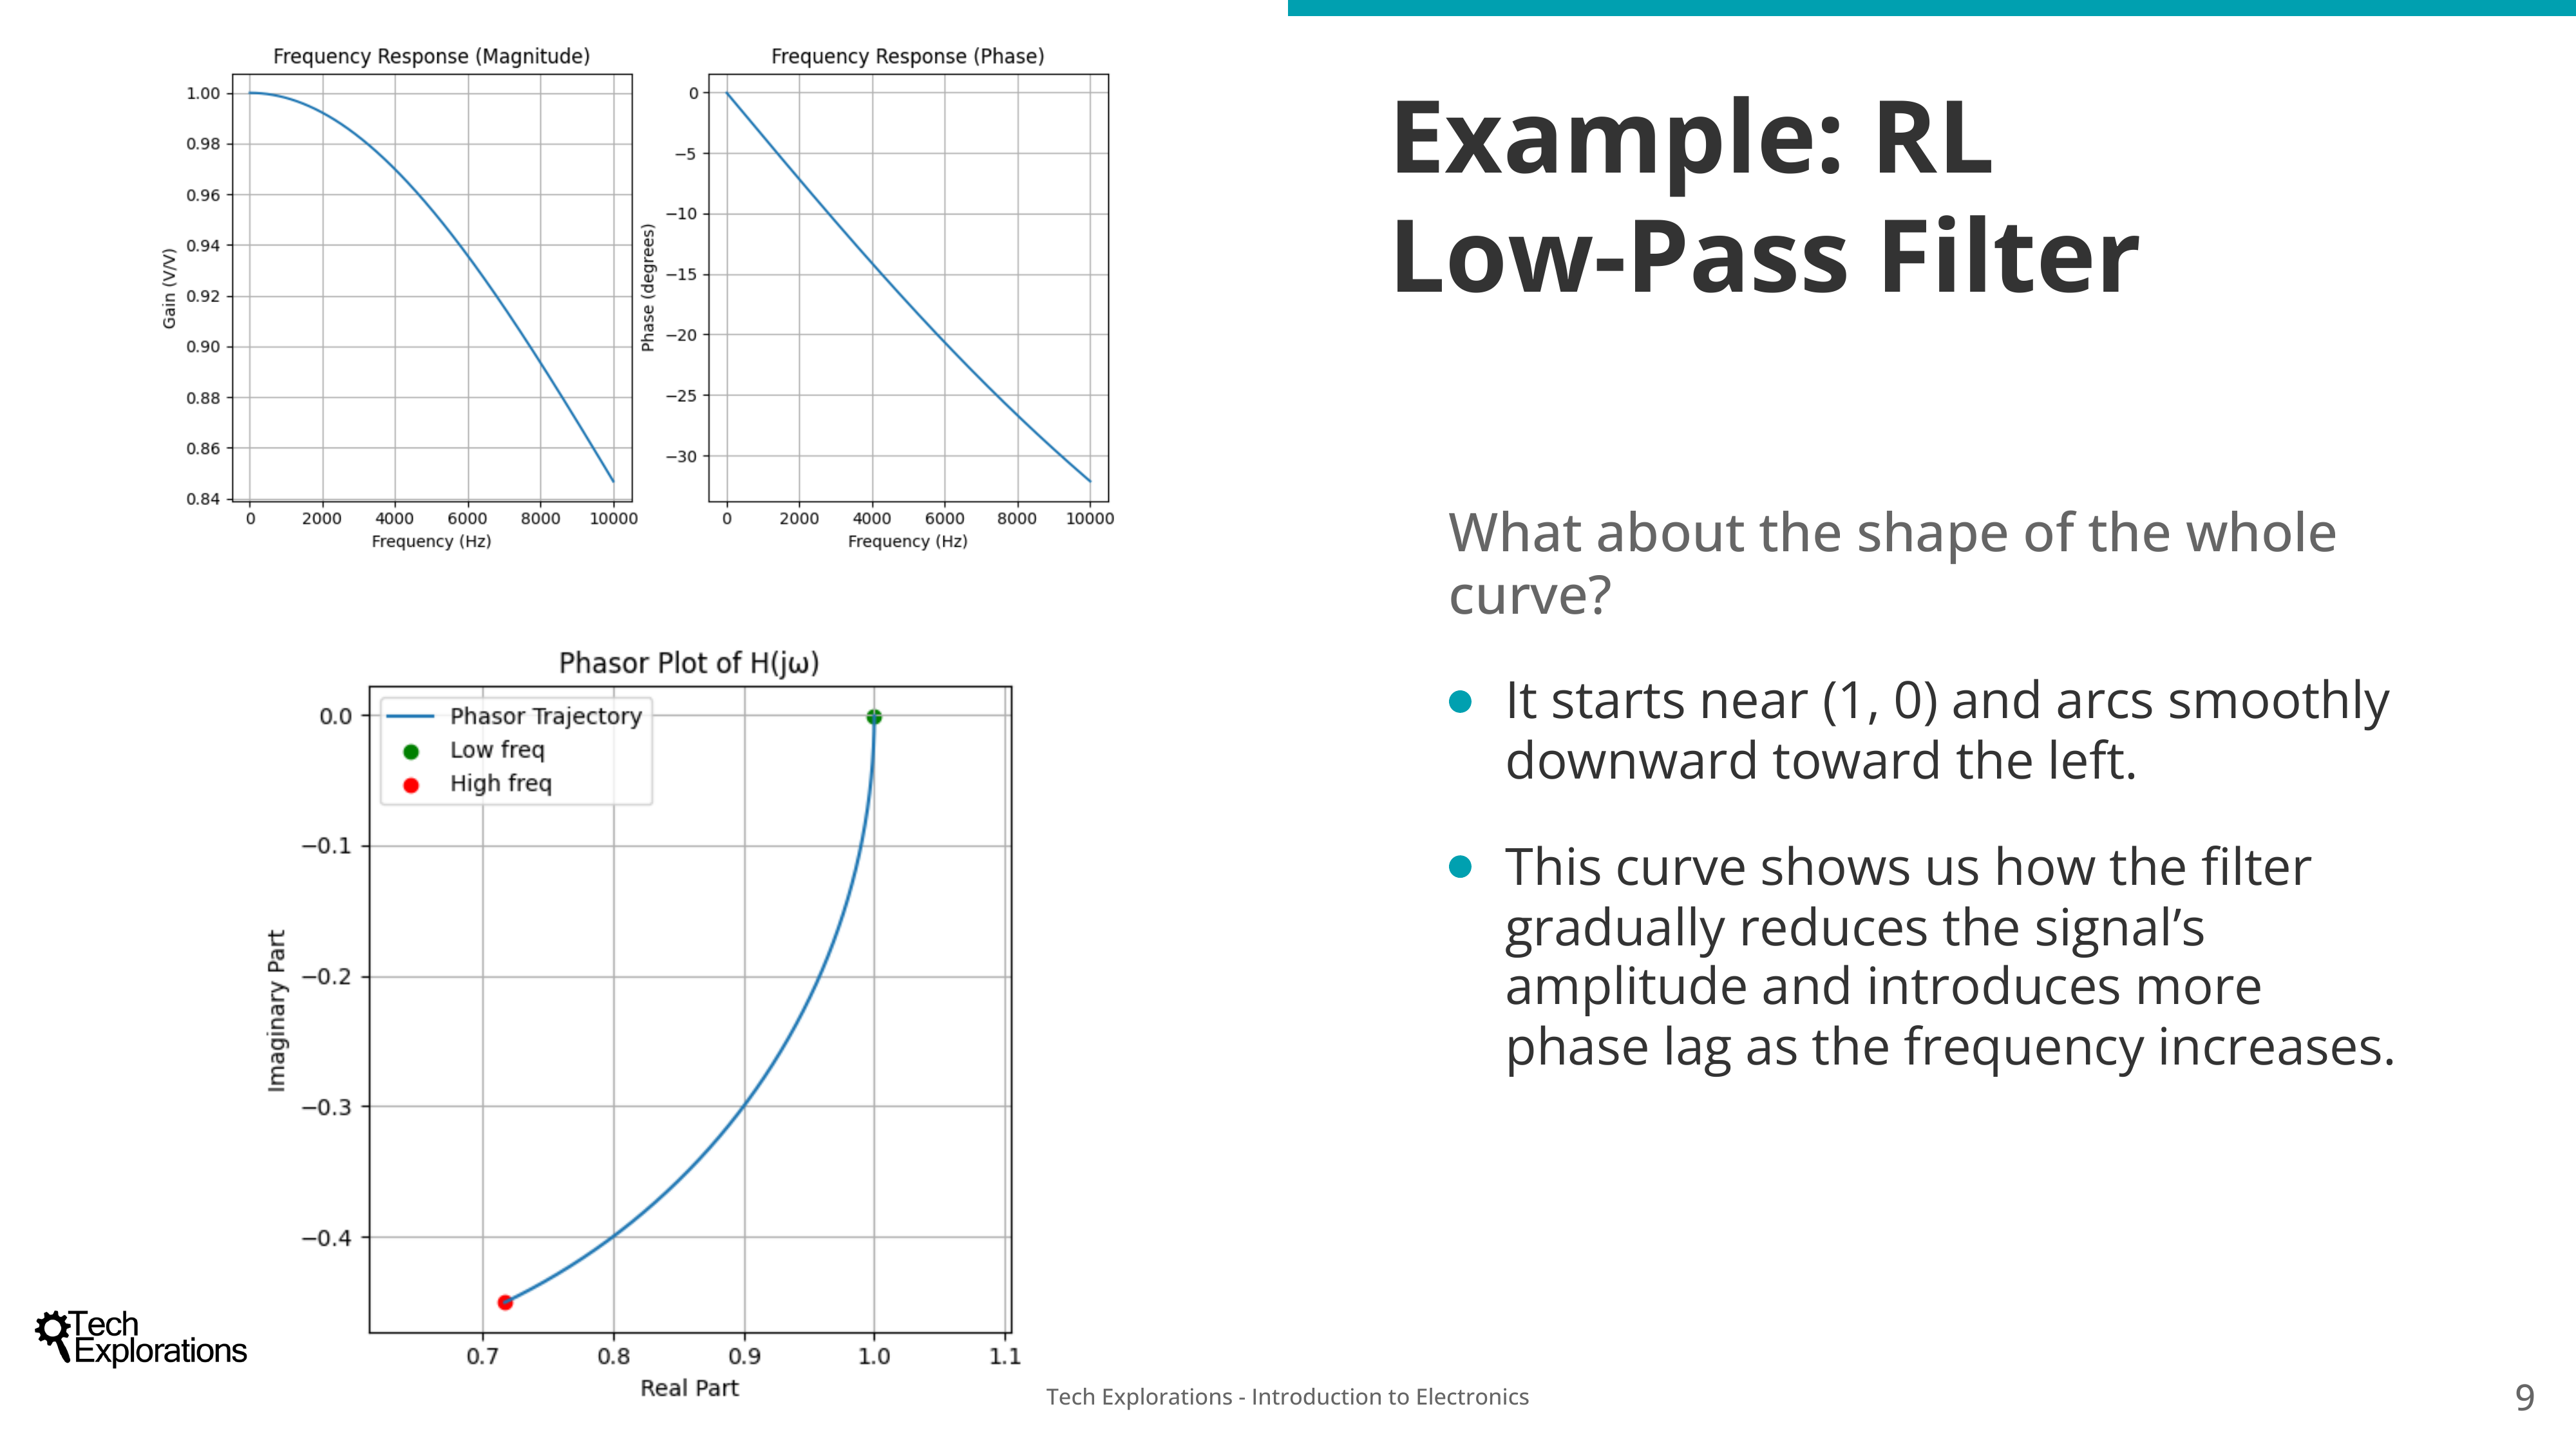 Frequency Response (Magnitude)
1.00
0.98
0.96
0.94
0.92
0.90
0.88
0.86
0.84
Gain (V/V)
0 2000 4000 6000 8000 10000
Frequency (Hz)
Frequency Response (Phase)
0
−5
−10
−15
−20
−25
−30
Phase (degrees)
0 2000 4000 6000 8000 10000
Frequency (Hz)
Phasor Plot of H(jω)
Phasor Trajectory
Low freq
High freq
0.0
−0.1
−0.2
−0.3
−0.4
Imaginary Part
0.7 0.8 0.9 1.0 1.1
Real Part
Example: RL
Low-Pass Filter
What about the shape of the whole
curve?
It starts near (1, 0) and arcs smoothly
downward toward the left.
This curve shows us how the filter
gradually reduces the signal’s
amplitude and introduces more
phase lag as the frequency increases.
Tech
Explorations
Tech Explorations - Introduction to Electronics
9